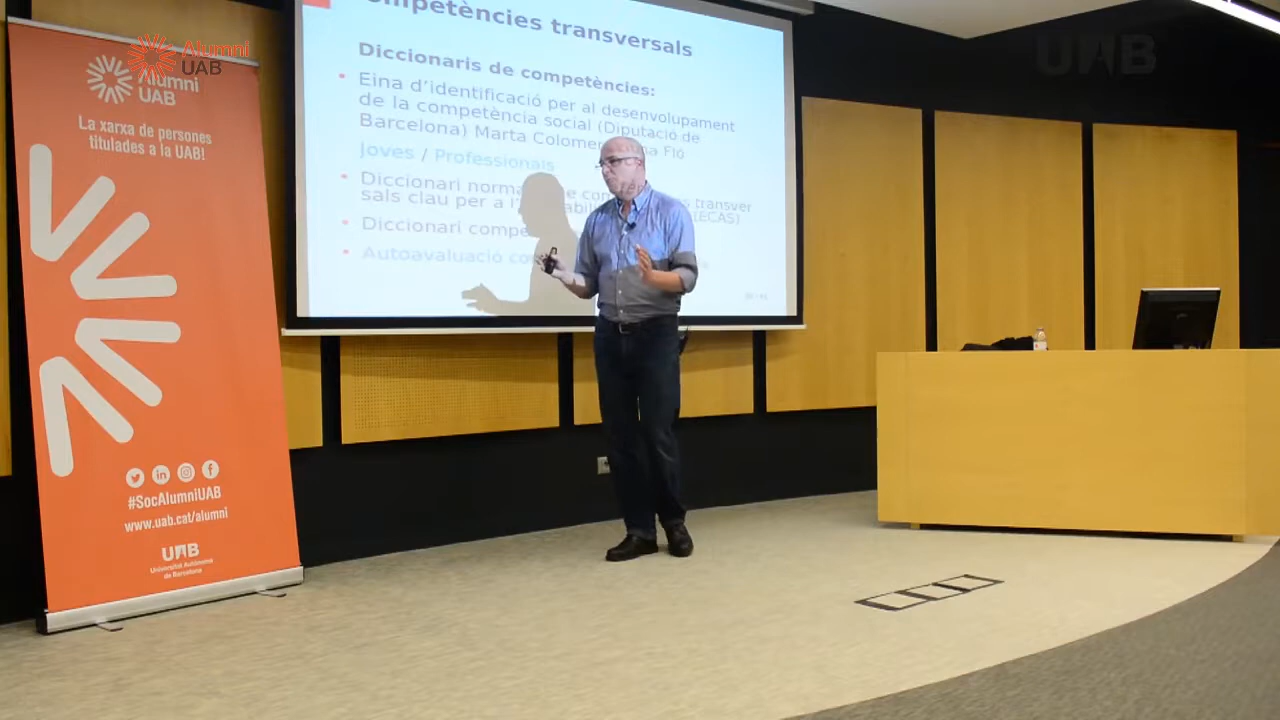 Alumni
UAB
Alumni
UAB
La xarxa de persones
titulades a la UAB!
#SocAlumniUAB
www.uab.cat/alumni
UAB
Universitat Autònoma
de Barcelona
competències transversals
Diccionaris de competències:
Eina d'identificació per al desenvolupament
de la competència social (Diputació de
Barcelona) Marta Colomer Fló
Joves / Professionals
Diccionari transver
sals clau per a (ECAS)
Diccionari
Autoavaluació
UAB